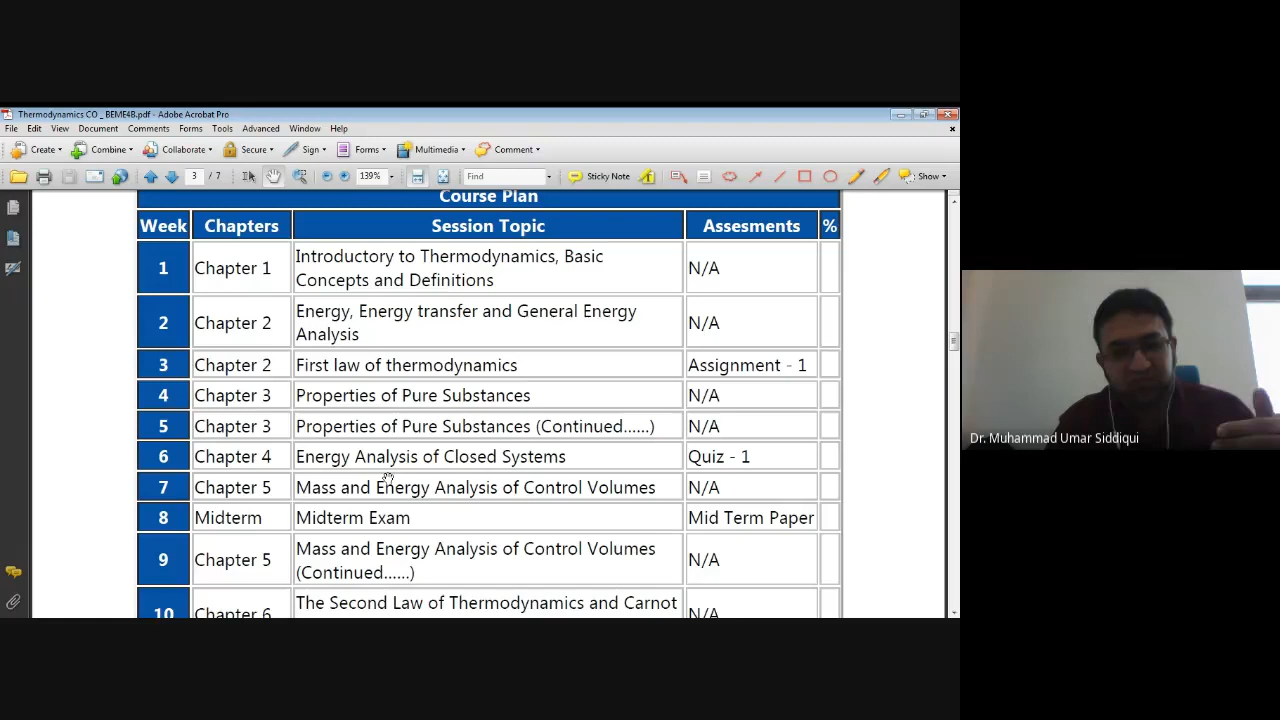 Thermodynamics CO _ BEME4B.pdf - Adobe Acrobat Pro
File Edit View Document Comments Forms Tools Advanced Window Help
Create Combine Collaborate Secure Sign Forms Multimedia Comment
3 / 7 139% Find Sticky Note Show
Course Plan
Week Chapters Session Topic Assesments %
1 Chapter 1 Introductory to Thermodynamics, Basic N/A
Concepts and Definitions
2 Chapter 2 Energy, Energy transfer and General Energy N/A
Analysis
3 Chapter 2 First law of thermodynamics Assignment - 1
4 Chapter 3 Properties of Pure Substances N/A
5 Chapter 3 Properties of Pure Substances (Continued......) N/A
6 Chapter 4 Energy Analysis of Closed Systems Quiz - 1
7 Chapter 5 Mass and Energy Analysis of Control Volumes N/A
8 Midterm Midterm Exam Mid Term Paper
9 Chapter 5 Mass and Energy Analysis of Control Volumes N/A
(Continued......)
10 Chapter 6 The Second Law of Thermodynamics and Carnot N/A
Dr. Muhammad Umar Siddiqui